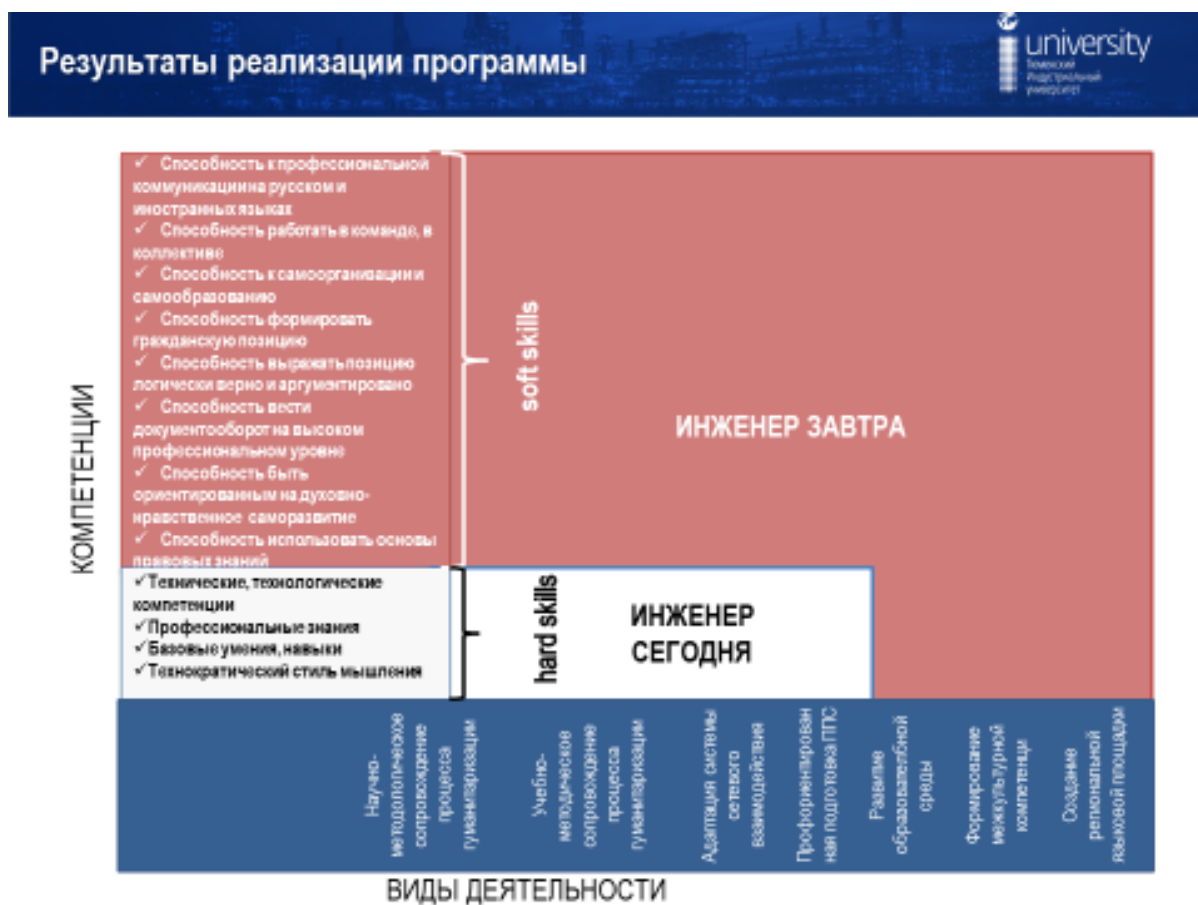 Результаты реализации программы
university
Тюменский
Индустриальный
университет
КОМПЕТЕНЦИИ
✓ Способность к профессиональной
коммуникации на русском и
иностранных языках
✓ Способность работать в команде, в
коллективе
✓ Способность к самоорганизации и
самообразованию
✓ Способность формировать
гражданскую позицию
✓ Способность выражать позицию
логически верно и аргументировано
✓ Способность вести
документооборот на высоком
профессиональном уровне
✓ Способность быть
ориентированным на духовно-
нравственное саморазвитие
✓ Способность использовать основы
правовых знаний
soft skills
ИНЖЕНЕР ЗАВТРА
✓Технические, технологические
компетенции
✓Профессиональные знания
✓Базовые умения, навыки
✓Технократический стиль мышления
hard skills
ИНЖЕНЕР
СЕГОДНЯ
Научно-
методологическое
сопровождение
процесса
гуманитаризации
Учебно-
методическое
сопровождение
процесса
гуманитаризации
Адаптация системы
сетевого
взаимодействия
Профориентирован
ная подготовка ППС
Развитие
образователбной
среды
Формирование
межкультурной
компетенци
Создание
региональной
языковой площадки
ВИДЫ ДЕЯТЕЛЬНОСТИ